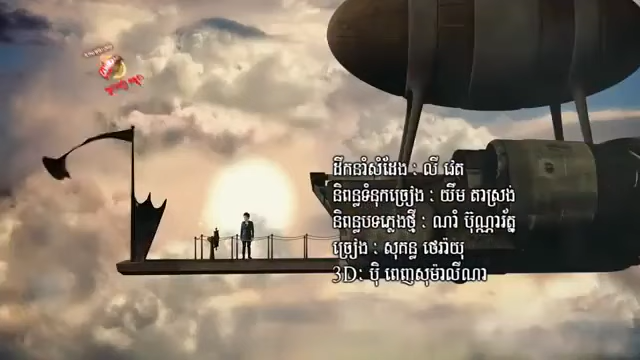 ដឹកនាំសំដែង : លី រ៉េត
និពន្ធទំនុកច្រៀង : យឹម តាស្រង់
និពន្ធបទភ្លេងថ្មី : ណាំ ប៊ុណ្ណារ័ត្ន
ច្រៀង : សុកន្ធ ថេរ៉ាយុ
3D: ប៉ិ ពេញសុម៉ាលីណា